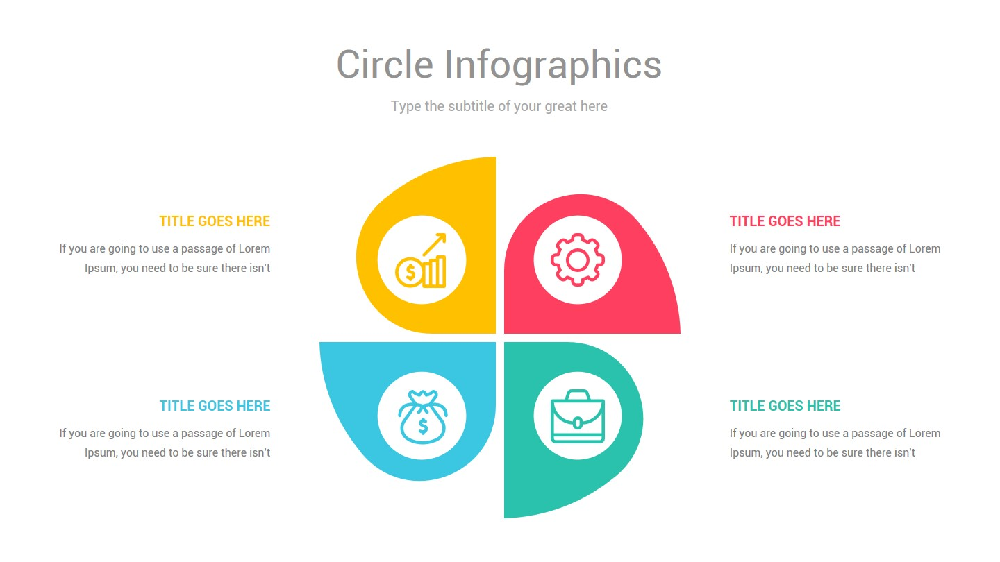 Circle Infographics
Type the subtitle of your great here
TITLE GOES HERE
If you are going to use a passage of Lorem
Ipsum, you need to be sure there isn't
TITLE GOES HERE
If you are going to use a passage of Lorem
Ipsum, you need to be sure there isn't
$
TITLE GOES HERE
If you are going to use a passage of Lorem
Ipsum, you need to be sure there isn't
$
TITLE GOES HERE
If you are going to use a passage of Lorem
Ipsum, you need to be sure there isn't